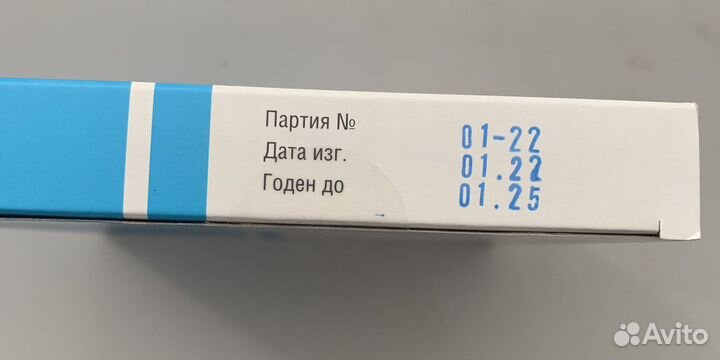 Партия № 01-22
Дата изг. 01.22
Годен до 01.25
Avito